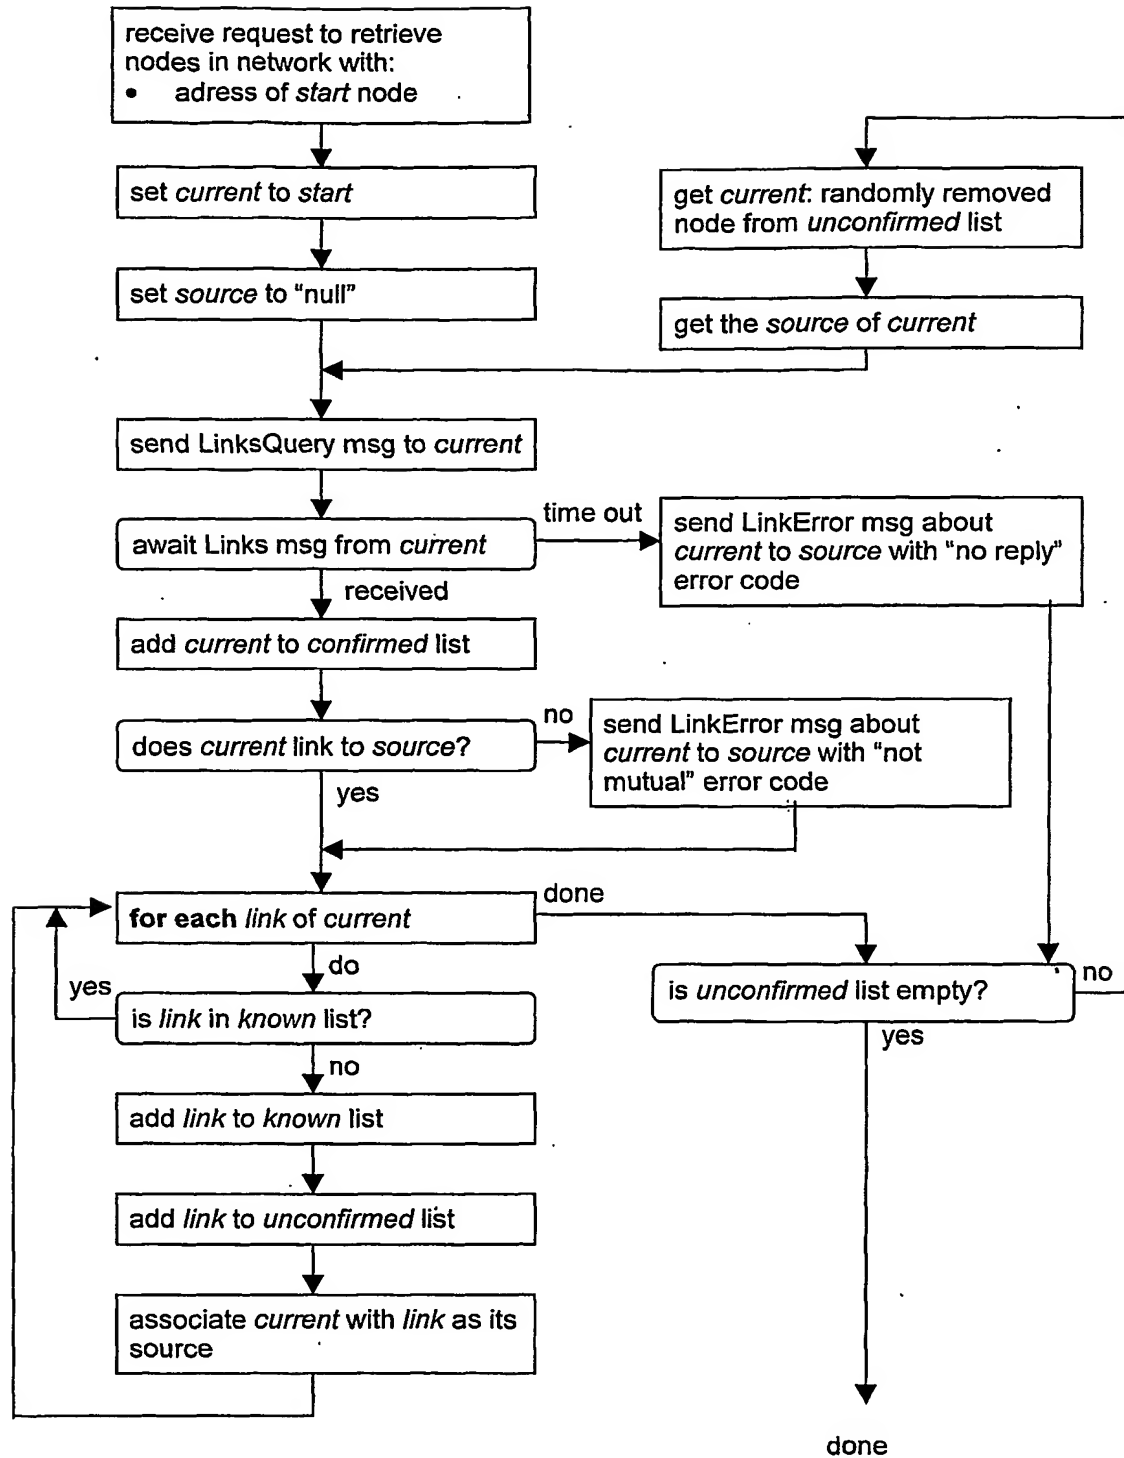 receive request to retrieve
nodes in network with:
• adress of start node
set current to start
set source to “null”
get current: randomly removed
node from unconfirmed list
get the source of current
send LinksQuery msg to current
await Links msg from current
time out
send LinkError msg about
current to source with “no reply”
error code
received
add current to confirmed list
does current link to source?
no
send LinkError msg about
current to source with “not
mutual” error code
yes
for each link of current
done
do
yes
is link in known list?
is unconfirmed list empty?
no
yes
no
add link to known list
add link to unconfirmed list
associate current with link as its
source
done